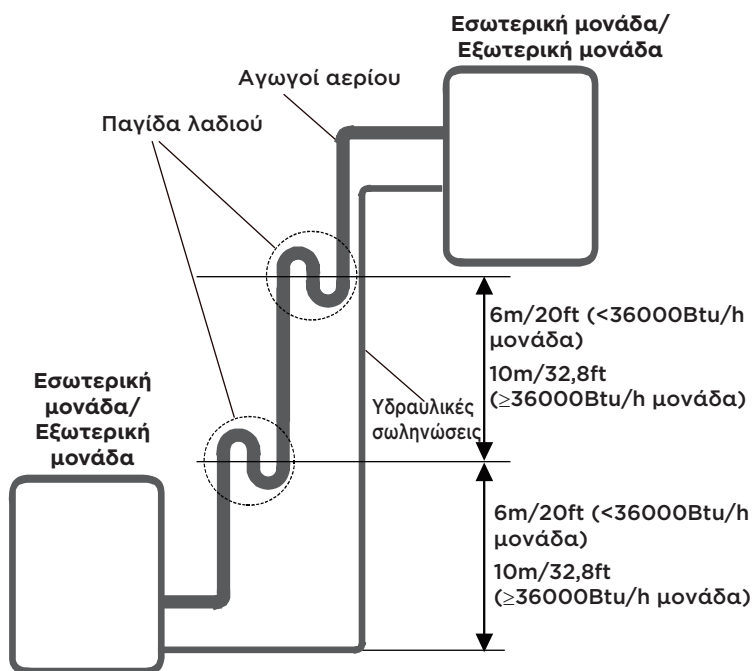 Εσωτερική μονάδα/
Εξωτερική μονάδα
Αγωγοί αερίου
Παγίδα λαδιού
6m/20ft (<36000Btu/h
μονάδα)
10m/32,8ft
(≥36000Btu/h μονάδα)
Εσωτερική
μονάδα/
Εξωτερική
μονάδα
Υδραυλικές
σωληνώσεις
6m/20ft (<36000Btu/h
μονάδα)
10m/32,8ft
(≥36000Btu/h μονάδα)